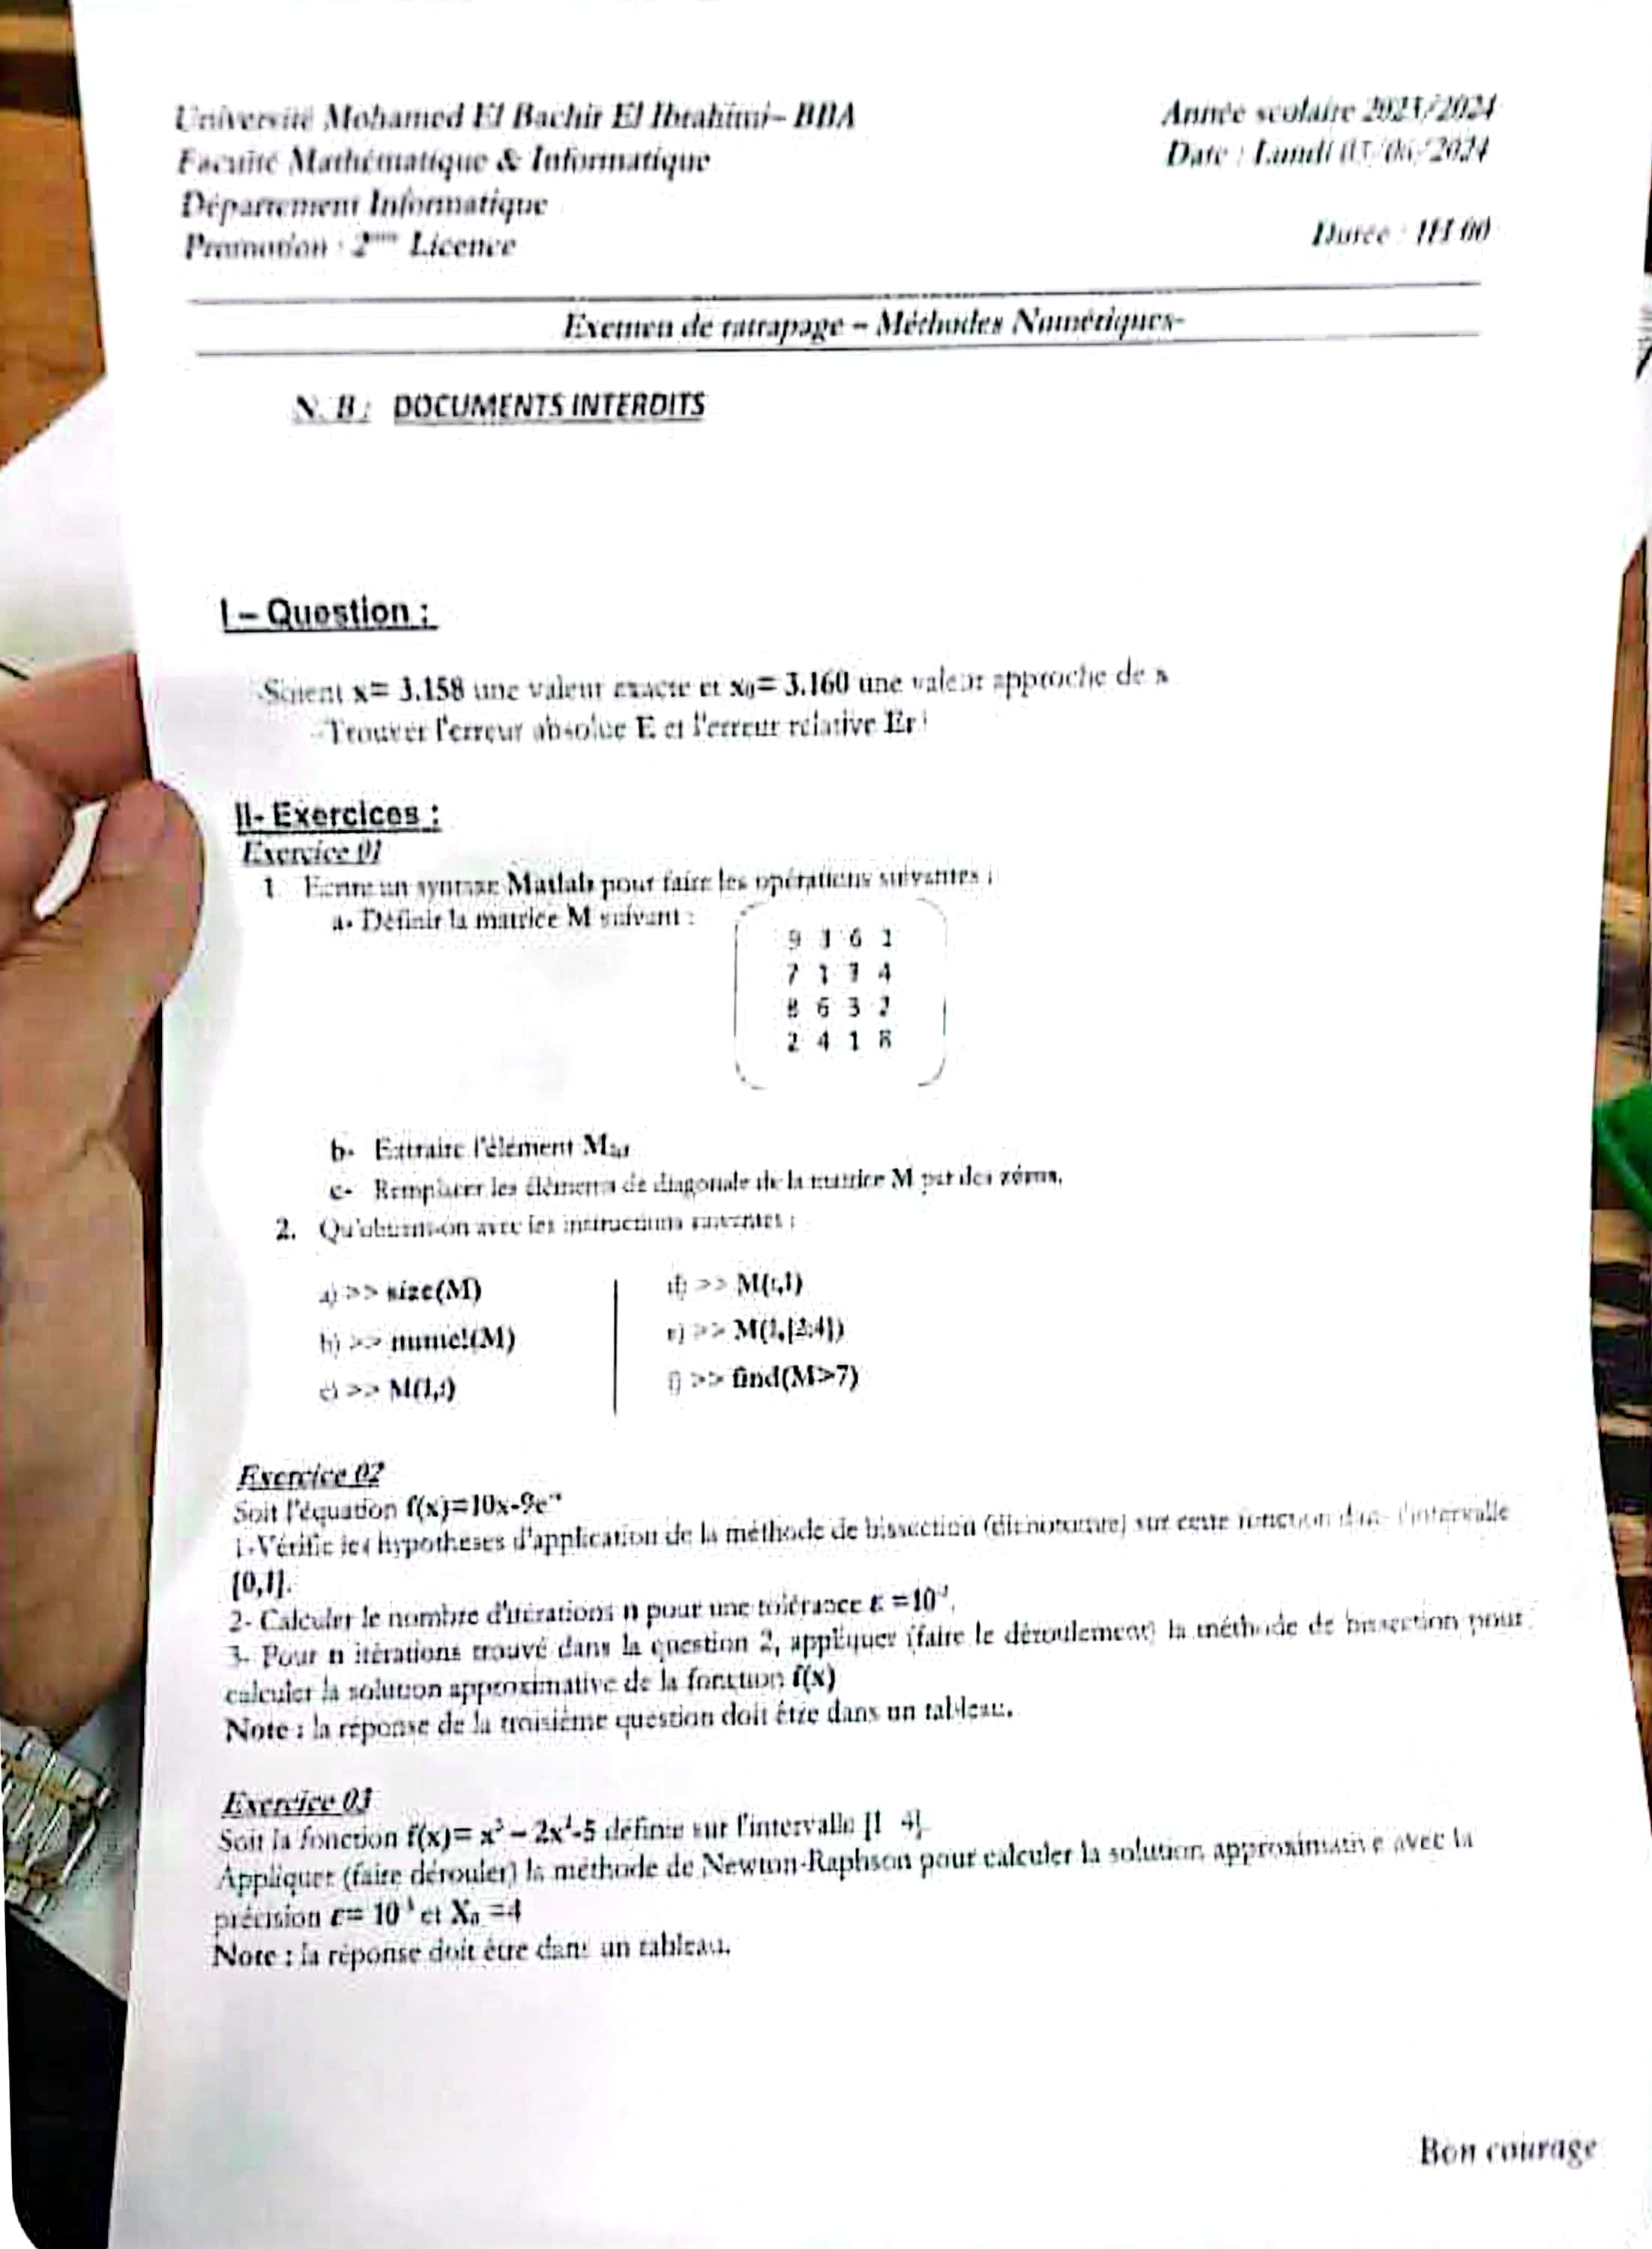 Université Mohamed El Bachir El Ibrahimi– BBA
Année scolaire 2023/2024
Faculté Mathématique & Informatique
Date : Lundi 03/06/2024
Département Informatique
Promotion : 2ème Licence
Durée : 1H 00
Examen de rattrapage – Méthodes Numériques-
N. B : DOCUMENTS INTERDITS
I – Question :
Soient x= 3.158 une valeur exacte et x₀= 3.160 une valeur approche de x
-Trouver l'erreur absolue E et l'erreur relative Er
II- Exercices :
Exercice 01
1. Ecrire un syntaxe Matlab pour faire les opérations suivantes :
a- Définir la matrice M suivant :
9 3 6
7 1 4
8 6 3 2
2 4 1 8
b- Extraire l'élément
c- Remplacer les éléments de diagonale de la matrice M par des zéros.
2. Qu'obtient-on avec les instructions suivantes :
a) >> size(M)
d) >> M(:,1)
b) >> numel(M)
e) >> M(1,[2:4])
c) >> M(1,:)
f) >> find(M>7)
Exercice 02
Soit l'équation f(x)=10x-9e⁻ˣ
1-Vérifie les hypothèses d'application de la méthode de bissection (dichotomie) sur cette fonction dans l'intervalle
[0,1].
2- Calculer le nombre d'itérations n pour une tolérance ε =10
3- Pour n itérations trouvé dans la question 2, appliquer (faire le déroulement) la méthode de bissection pour
calculer la solution approximative de la fonction f(x)
Note : la réponse de la troisième question doit être dans un tableau.
Exercice 03
Soit la fonction f(x)= définie sur l'intervalle [1 4]
Appliquer (faire dérouler) la méthode de Newton-Raphson pour calculer la solution approximative avec la
précision ε= 10 et X₀ =4
Note : la réponse doit être dans un tableau.
Bon courage